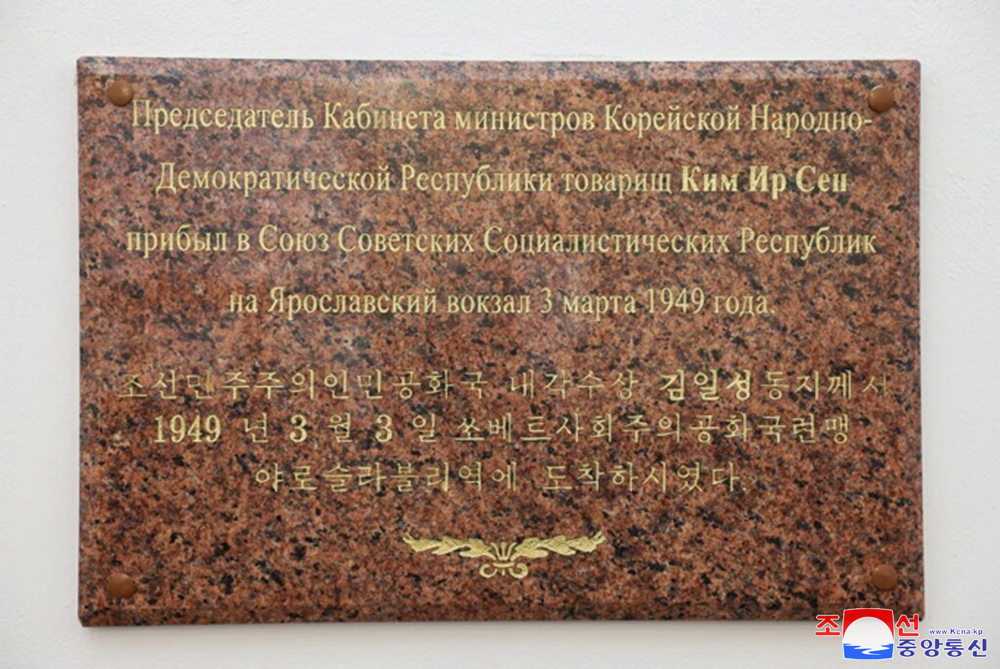 Председатель Кабинета министров Корейской Народно-
Демократической Республики товарищ Ким Ир Сен
прибыл в Союз Советских Социалистических Республик
на Ярославский вокзал 3 марта 1949 года.
조선민주주의인민공화국 내각수상 김일성동지께서
1949 년 3 월 3 일 쏘베트사회주의공화국련맹
야로슬라블리역에 도착하시였다.
조선
www.Kcna.kp
중앙통신